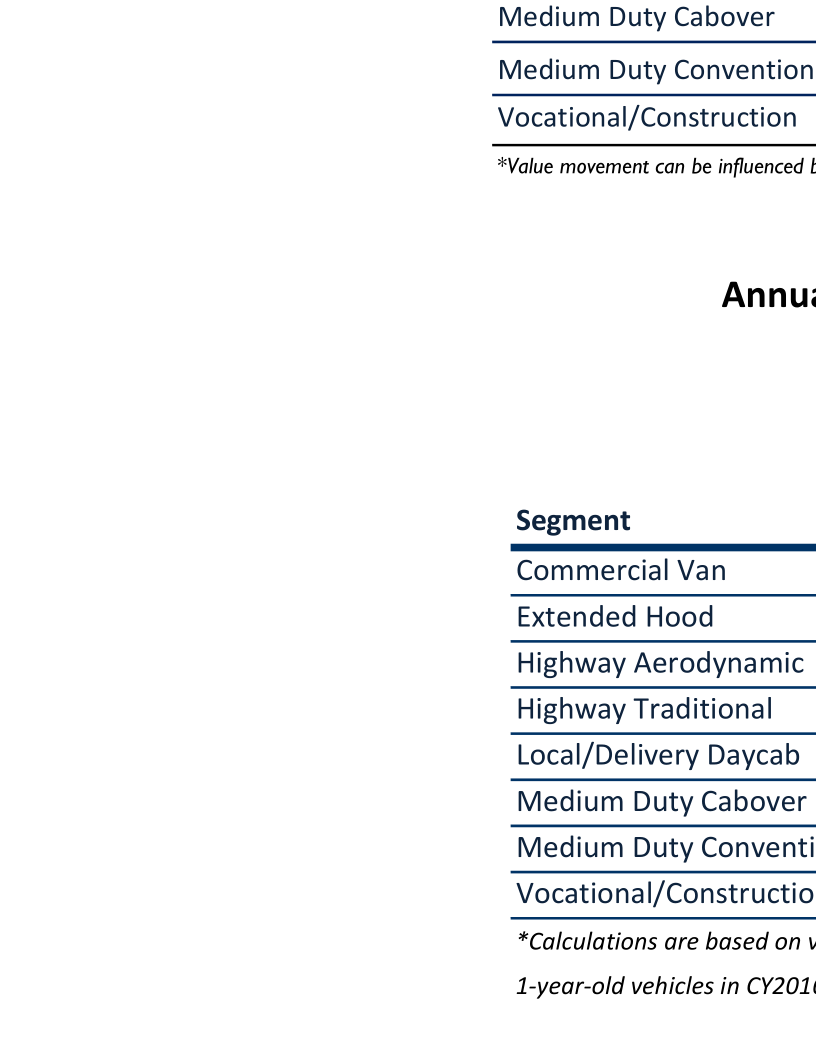 Medium Duty Cabover
Medium Duty Convention
Vocational/Construction
*Value movement can be influenced b
Annua
Segment
Commercial Van
Extended Hood
Highway Aerodynamic
Highway Traditional
Local/Delivery Daycab
Medium Duty Cabover
Medium Duty Conventi
Vocational/Constructio
*Calculations are based on v
1-year-old vehicles in CY2016